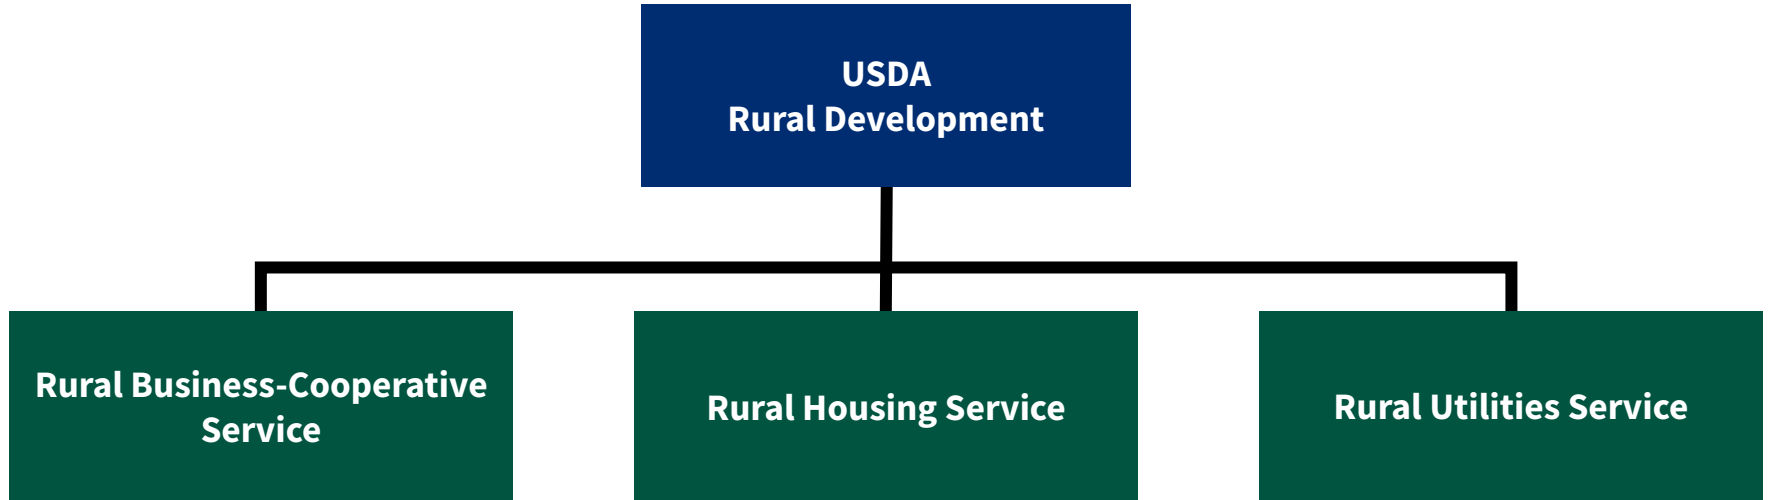 USDA
Rural Development
Rural Business-Cooperative
Service
Rural Housing Service
Rural Utilities Service